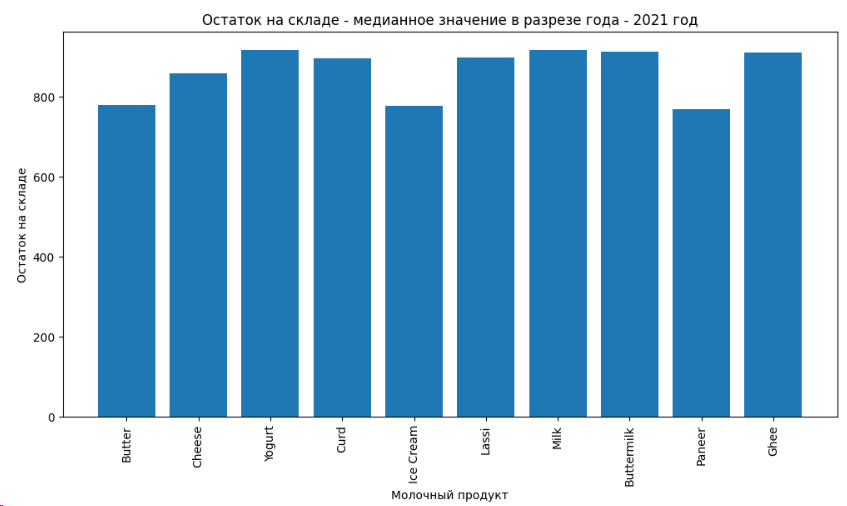 Остаток на складе - медианное значение в разрезе года - 2021 год
Остаток на складе
800
600
400
200
0
Butter
Cheese
Yogurt
Curd
Ice Cream
Lassi
Milk
Buttermilk
Paneer
Ghee
Молочный продукт